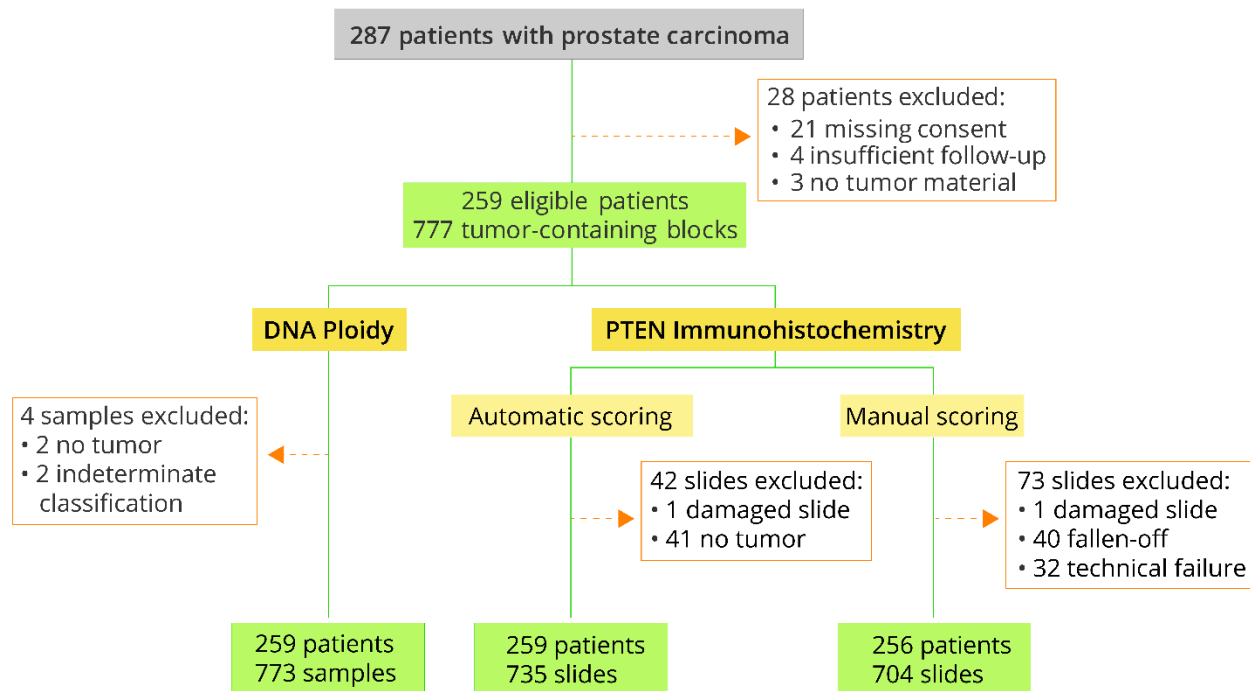 287 patients with prostate carcinoma
28 patients excluded:
• 21 missing consent
• 4 insufficient follow-up
• 3 no tumor material
259 eligible patients
777 tumor-containing blocks
DNA Ploidy
PTEN Immunohistochemistry
4 samples excluded:
• 2 no tumor
• 2 indeterminate
classification
Automatic scoring
Manual scoring
42 slides excluded:
• 1 damaged slide
• 41 no tumor
73 slides excluded:
• 1 damaged slide
• 40 fallen-off
• 32 technical failure
259 patients
773 samples
259 patients
735 slides
256 patients
704 slides